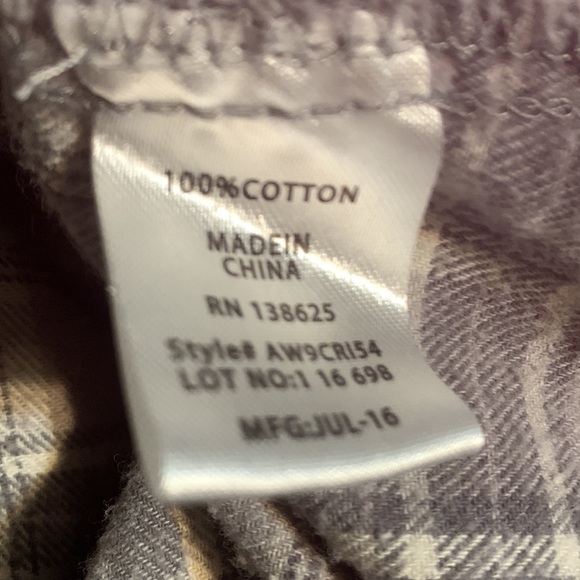 100%COTTON
MADEIN
CHINA
RN 138625
Style# AW9CRI54
LOT NO:1 16 698
MFG:JUL-16